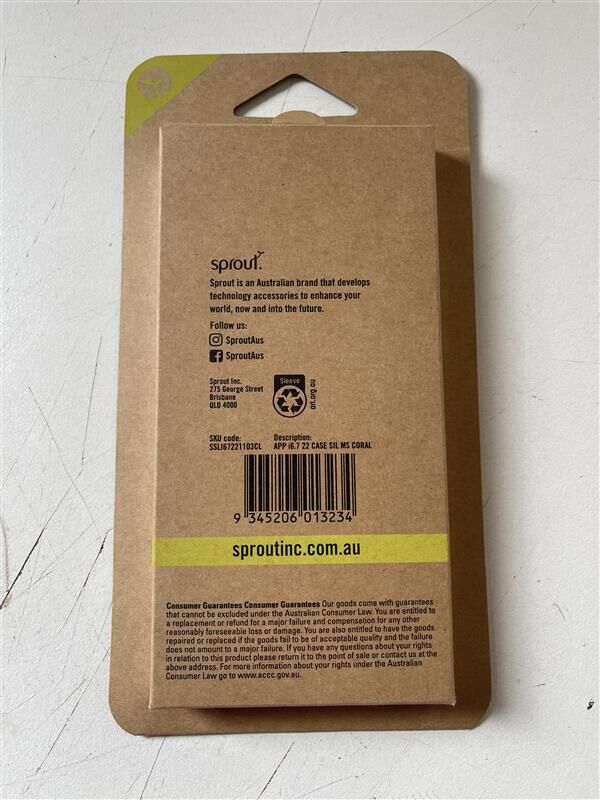 sprout.
Sprout is an Australian brand that develops
technology accessories to enhance your
world, now and into the future.
Follow us:
SproutAus
SproutAus
Sprout Inc.
275 George Street
Brisbane
QLD 4000
Sleeve
arl.org.au
SKU code:
SSLI67221103CL
Description:
APP i6.7 22 CASE SIL MS CORAL
9 345206 013234
sproutinc.com.au
Consumer Guarantees Consumer Guarantees Our goods come with guarantees
that cannot be excluded under the Australian Consumer Law. You are entitled to
a replacement or refund for a major failure and compensation for any other
reasonably foreseeable loss or damage. You are also entitled to have the goods
repaired or replaced if the goods fail to be of acceptable quality and the failure
does not amount to a major failure. If you have any questions about your rights
in relation to this product please return it to the point of sale or contact us at the
above address. For more information about your rights under the Australian
Consumer Law go to www.accc.gov.au.